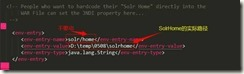 <!-- People who want to hardcode their "Solr Home" directly into the
WAR File can set the JNDI property here...
-->
<env-entry>
<env-entry-name>solr/home</env-entry-name>
<env-entry-value>D:\temp\0508\solrhome</env-entry-value>
<env-entry-type>java.lang.String</env-entry-type>
</env-entry>
SolrHome的实际路径